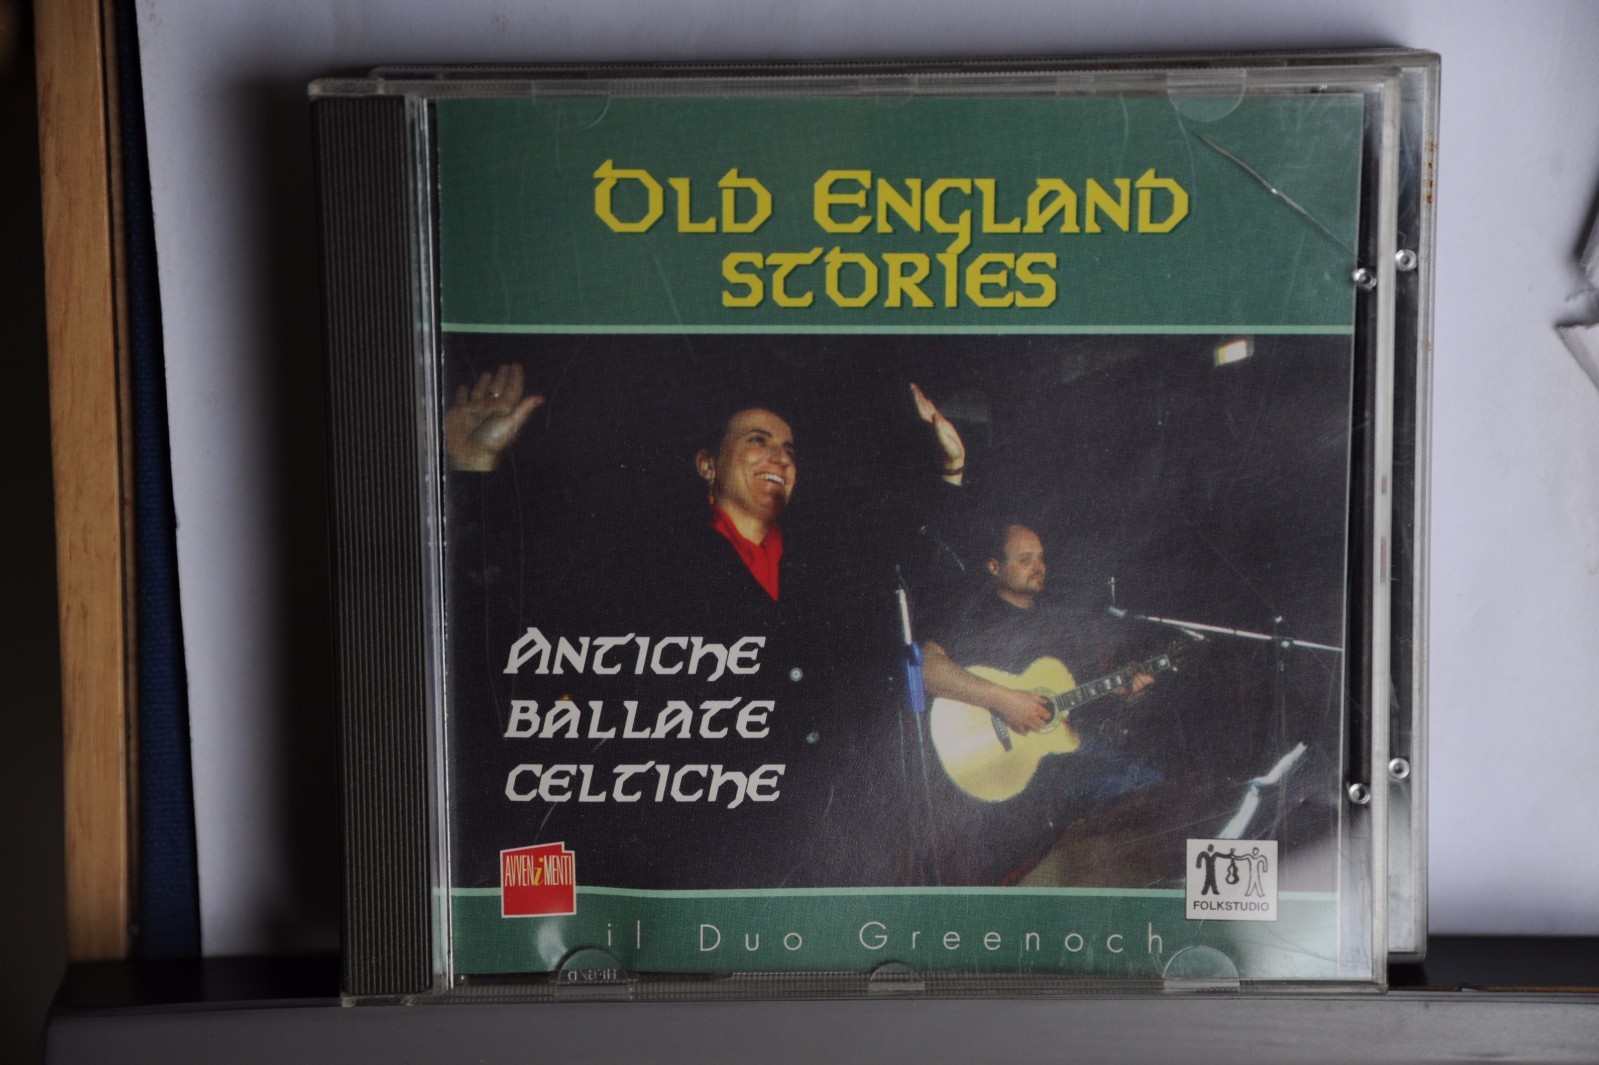 Old England
Stories
Antiche
ballate
celtiche
AVVENiMENTI
FOLKSTUDIO
il Duo Greenoch